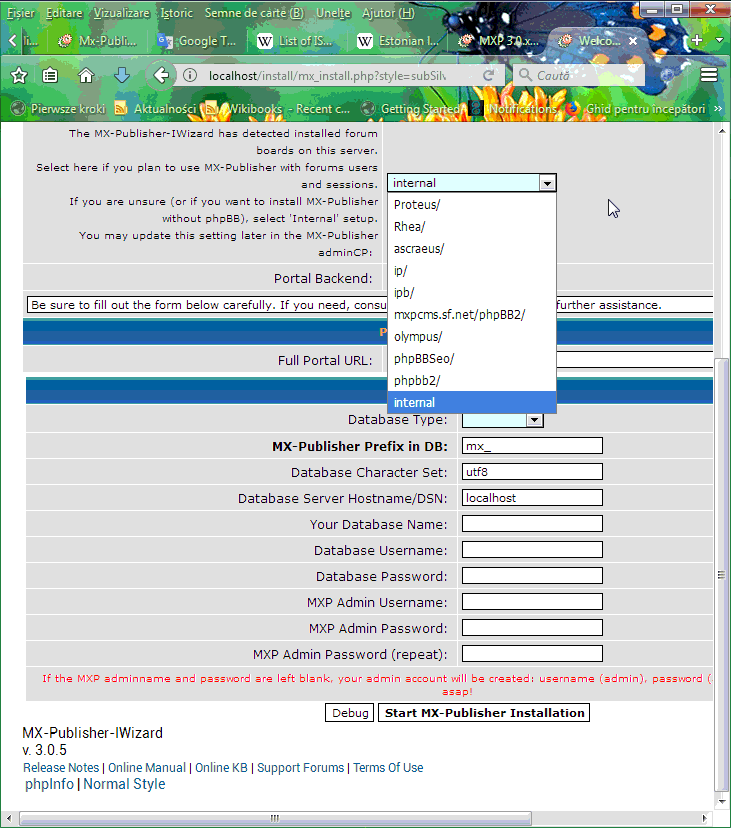 Fișier Editare Vizualizare Istoric Semne de carte (B) Unelte Ajutor (H)
Mx-Publi... Google T... List of IS... Estonian I... MXP 3.0.x... Welco...
localhost/install/mx_install.php?style=subSilv Caută
Pierwsze kroki Aktualności Wikibooks - Recent c... Getting Started Notifications Ghid pentru începători »
The MX-Publisher-IWizard has detected installed forum
boards on this server.
Select here if you plan to use MX-Publisher with forums users
and sessions.
If you are unsure (or if you want to install MX-Publisher
without phpBB), select 'Internal' setup.
You may update this setting later in the MX-Publisher
adminCP:
internal
Proteus/
Rhea/
ascraeus/
ip/
ipb/
mxpcms.sf.net/phpBB2/
olympus/
phpBBSeo/
phpbb2/
internal
Portal Backend:
Be sure to fill out the form below carefully. If you need, consu further assistance.
Full Portal URL:
Database Type:
MX-Publisher Prefix in DB: mx_
Database Character Set: utf8
Database Server Hostname/DSN: localhost
Your Database Name:
Database Username:
Database Password:
MXP Admin Username:
MXP Admin Password:
MXP Admin Password (repeat):
If the MXP adminname and password are left blank, your admin account will be created: username (admin), password (
asap!
Debug Start MX-Publisher Installation
MX-Publisher-IWizard
v. 3.0.5
Release Notes | Online Manual | Online KB | Support Forums | Terms Of Use
phpInfo | Normal Style